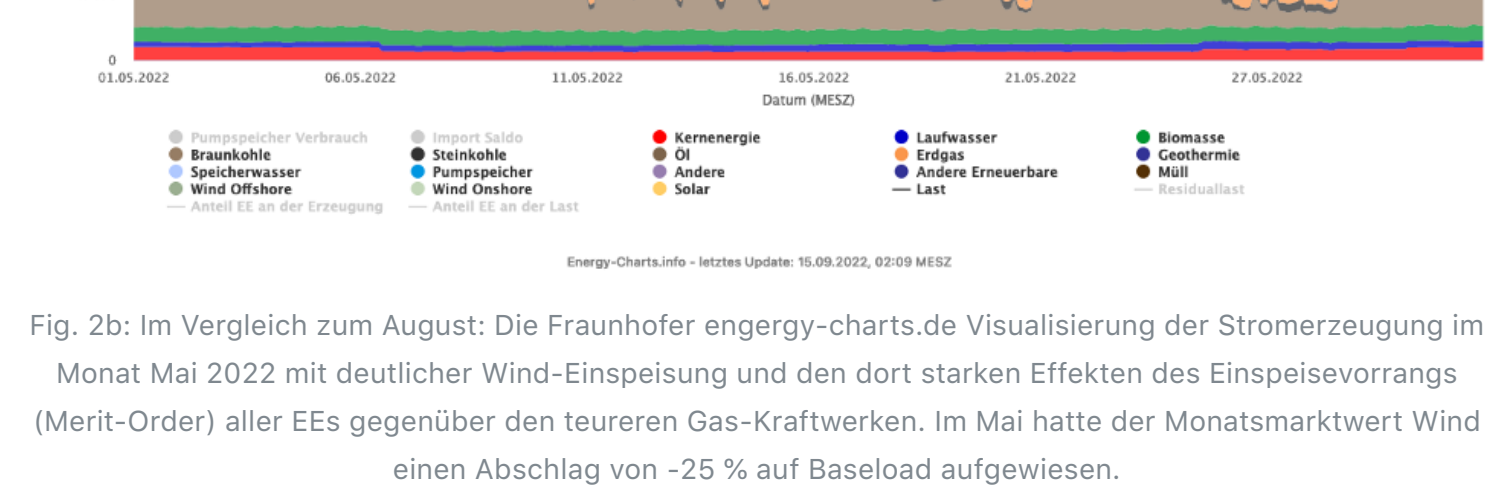 0
01.05.2022 06.05.2022 11.05.2022 16.05.2022 21.05.2022 27.05.2022
Datum (MESZ)
Pumpspeicher Verbrauch Import Saldo Kernenergie Laufwasser Biomasse
Braunkohle Steinkohle Öl Erdgas Geothermie
Speicherwasser Pumpspeicher Andere Andere Erneuerbare Müll
Wind Offshore Wind Onshore Solar Last Residuallast
Anteil EE an der Erzeugung Anteil EE an der Last
Energy-Charts.info - letztes Update: 15.09.2022, 02:09 MESZ
Fig. 2b: Im Vergleich zum August: Die Fraunhofer engergy-charts.de Visualisierung der Stromerzeugung im
Monat Mai 2022 mit deutlicher Wind-Einspeisung und den dort starken Effekten des Einspeisevorrangs
(Merit-Order) aller EEs gegenüber den teureren Gas-Kraftwerken. Im Mai hatte der Monatsmarktwert Wind
einen Abschlag von -25 % auf Baseload aufgewiesen.